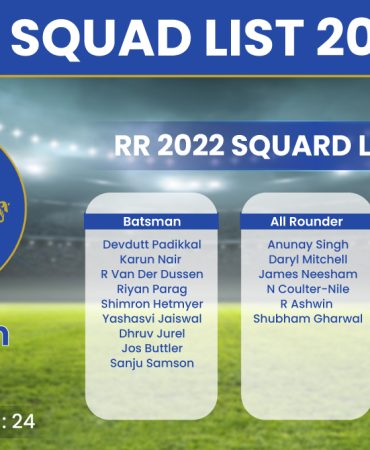 SQUAD LIST 20
RR 2022 SQUARD L
Batsman
Devdutt Padikkal
Karun Nair
R Van Der Dussen
Riyan Parag
Shimron Hetmyer
Yashasvi Jaiswal
Dhruv Jurel
Jos Buttler
Sanju Samson
All Rounder
Anunay Singh
Daryl Mitchell
James Neesham
N Coulter-Nile
R Ashwin
Shubham Gharwal
: 24